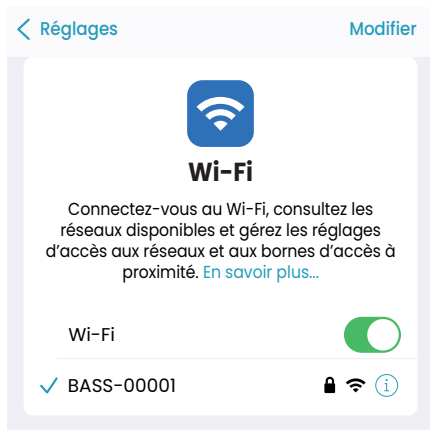 Réglages
Modifier
Wi-Fi
Connectez-vous au Wi-Fi, consultez les
réseaux disponibles et gérez les réglages
d'accès aux réseaux et aux bornes d'accès à
proximité. En savoir plus...
Wi-Fi
BASS-00001